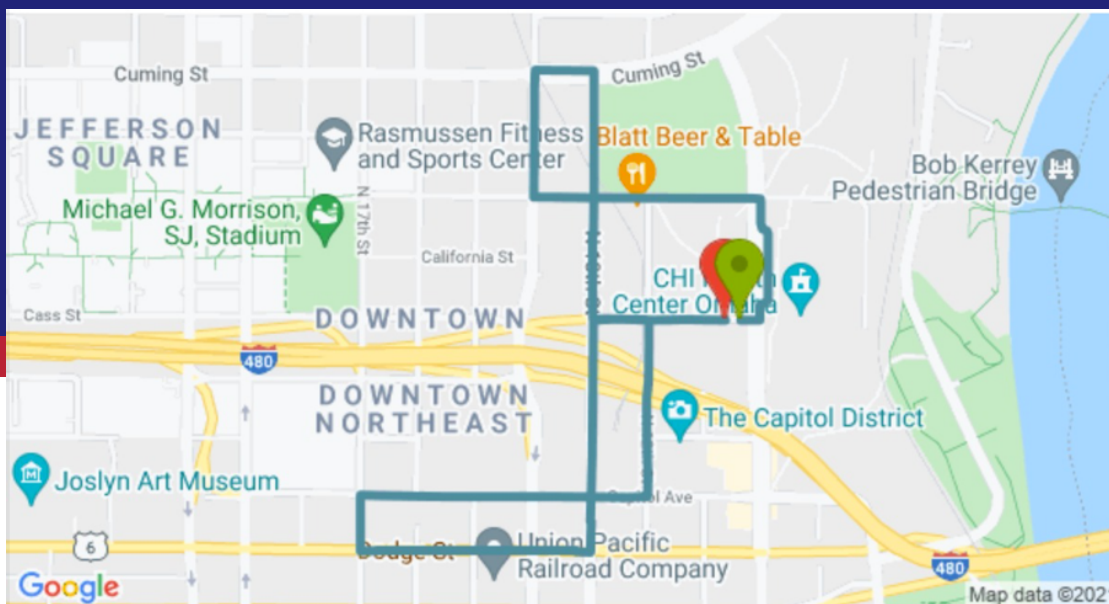 Cuming St
Cuming St
JEFFERSON
SQUARE
Rasmussen Fitness
and Sports Center
Blatt Beer & Table
Bob Kerrey
Pedestrian Bridge
Michael G. Morrison,
SJ, Stadium
N 17th St
California St
CHI
Center Omaha
Cass St
DOWNTOWN
480
DOWNTOWN
NORTHEAST
The Capitol District
Joslyn Art Museum
Capitol Ave
6
Dodge St
Union Pacific
Railroad Company
480
Google
Map data ©202